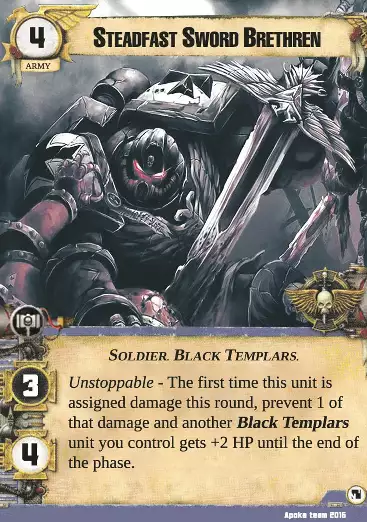 4
STEADFAST SWORD BRETHREN
ARMY
SOLDIER. BLACK TEMPLARS.
3
Unstoppable - The first time this unit is
assigned damage this round, prevent 1 of
that damage and another Black Templars
unit you control gets +2 HP until the end of
the phase.
4
Apoka team 2016